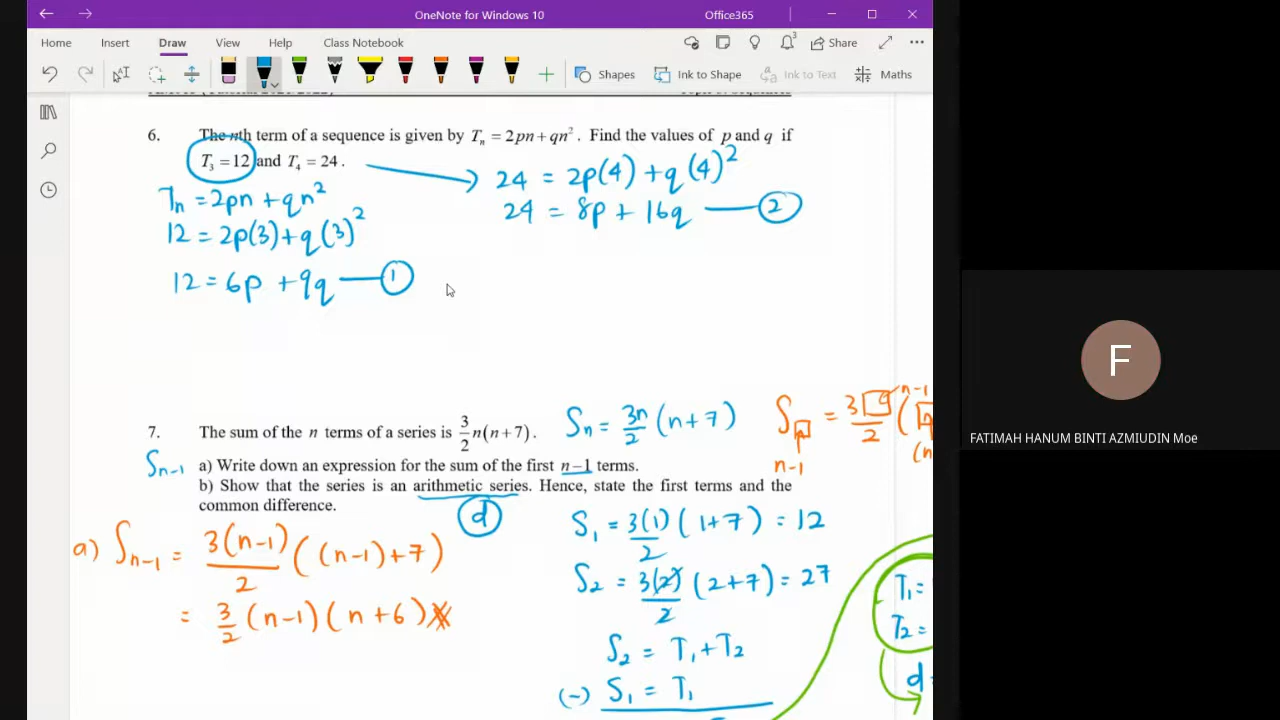 OneNote for Windows 10
Office365
Home Insert Draw View Help Class Notebook
3
Share
Shapes
Ink to Shape
Ink to Text
Maths
6. The nth term of a sequence is given by Tₙ = 2pn + qn². Find the values of p and q if
T₃ = 12 and T₄ = 24.
24 = 2p(4) + q(4)²
24 = 8p + 16q — ②
Tn = 2pn + qn²
12 = 2p(3) + q(3)²
12 = 6p + 9q — ①
7. The sum of the n terms of a series is 3/2 n(n+7).
Sn = 3n/2 (n+7)
S□ = 3□/2 (
n-1
n-1
(n
Sn-1
a) Write down an expression for the sum of the first n−1 terms.
b) Show that the series is an arithmetic series. Hence, state the first terms and the
common difference.
d
a) Sn-1 = 3(n-1)/2 ((n-1)+7)
= 3/2 (n-1)(n+6)
S₁ = 3(1)/2 (1+7) = 12
S₂ = 3(2)/2 (2+7) = 27
S₂ = T₁ + T₂
(-) S₁ = T₁
T₁ =
T₂ =
d
F
FATIMAH HANUM BINTI AZMIUDIN Moe